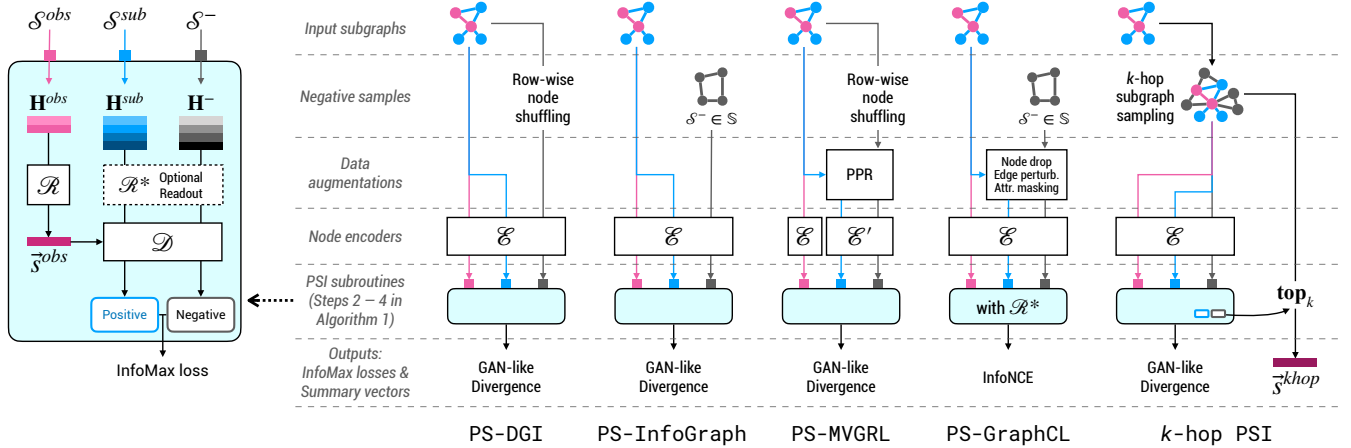 𝒮^obs 𝒮^sub 𝒮^−
H^obs H^sub H^−
ℛ
ℛ* Optional
Readout
s⃗^obs
𝒟
Positive
Negative
InfoMax loss
Input subgraphs
Negative samples
Data
augmentations
Node encoders
PSI subroutines
(Steps 2 – 4 in
Algorithm 1)
Outputs:
InfoMax losses &
Summary vectors
Row-wise
node
shuffling
ℰ
GAN-like
Divergence
PS-DGI
𝒮^− ∈ 𝕊
ℰ
GAN-like
Divergence
PS-InfoGraph
Row-wise
node
shuffling
PPR
ℰ
ℰ′
GAN-like
Divergence
PS-MVGRL
𝒮^− ∈ 𝕊
Node drop
Edge perturb.
Attr. masking
ℰ
with ℛ*
InfoNCE
PS-GraphCL
k-hop
subgraph
sampling
ℰ
top_k
GAN-like
Divergence
s⃗^khop
k-hop PSI